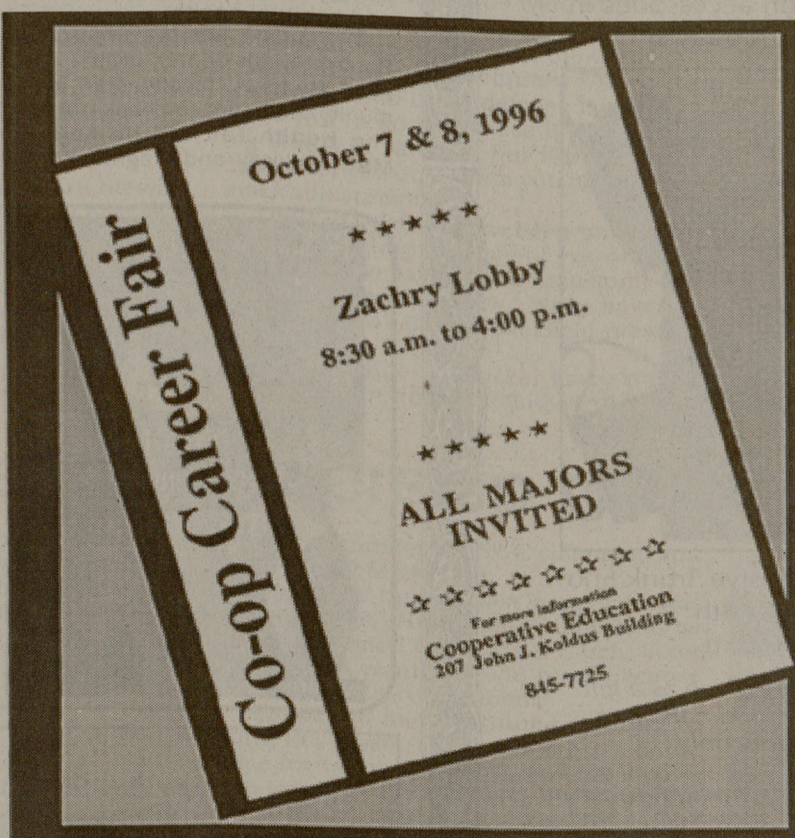 Co-op Career Fair
October 7 & 8, 1996
★★★★★
Zachry Lobby
8:30 a.m. to 4:00 p.m.
★★★★★
ALL MAJORS
INVITED
☆☆☆☆☆☆☆☆
For more information
Cooperative Education
207 John J. Koldus Building
845-7725